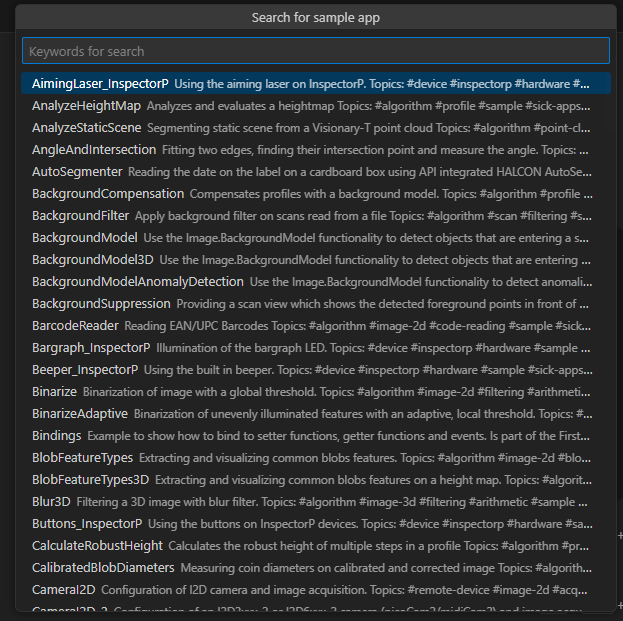 Search for sample app
Keywords for search
AimingLaser_InspectorP Using the aiming laser on InspectorP. Topics: #device #inspectorp #hardware #...
AnalyzeHeightMap Analyzes and evaluates a heightmap Topics: #algorithm #profile #sample #sick-apps...
AnalyzeStaticScene Segmenting static scene from a Visionary-T point cloud Topics: #algorithm #point-cl...
AngleAndIntersection Fitting two edges, finding their intersection point and measure the angle. Topics: ...
AutoSegmenter Reading the date on the label on a cardboard box using API integrated HALCON AutoSe...
BackgroundCompensation Compensates profiles with a background model. Topics: #algorithm #profile ...
BackgroundFilter Apply background filter on scans read from a file Topics: #algorithm #scan #filtering #s...
BackgroundModel Use the Image.BackgroundModel functionality to detect objects that are entering a s...
BackgroundModel3D Use the Image.BackgroundModel functionality to detect objects that are entering ...
BackgroundModelAnomalyDetection Use the Image.BackgroundModel functionality to detect anomali...
BackgroundSuppression Providing a scan view which shows the detected foreground points in front of ...
BarcodeReader Reading EAN/UPC Barcodes Topics: #algorithm #image-2d #code-reading #sample #sick...
Bargraph_InspectorP Illumination of the bargraph LED. Topics: #device #inspectorp #hardware #sample ...
Beeper_InspectorP Using the built in beeper. Topics: #device #inspectorp #hardware #sample #sick-apps...
Binarize Binarization of image with a global threshold. Topics: #algorithm #image-2d #filtering #arithmeti...
BinarizeAdaptive Binarization of unevenly illuminated features with an adaptive, local threshold. Topics: #...
Bindings Example to show how to bind to setter functions, getter functions and events. Is part of the First...
BlobFeatureTypes Extracting and visualizing common blobs features. Topics: #algorithm #image-2d #blo...
BlobFeatureTypes3D Extracting and visualizing common blobs features on a height map. Topics: #algorit...
Blur3D Filtering a 3D image with blur filter. Topics: #algorithm #image-3d #filtering #arithmetic #sample ...
Buttons_InspectorP Using the buttons on InspectorP devices. Topics: #device #inspectorp #hardware #sa...
CalculateRobustHeight Calculates the robust height of multiple steps in a profile Topics: #algorithm #pr...
CalibratedBlobDiameters Measuring coin diameters on calibrated and corrected image Topics: #algorith...
CameraI2D Configuration of I2D camera and image acquisition. Topics: #remote-device #image-2d #acq...